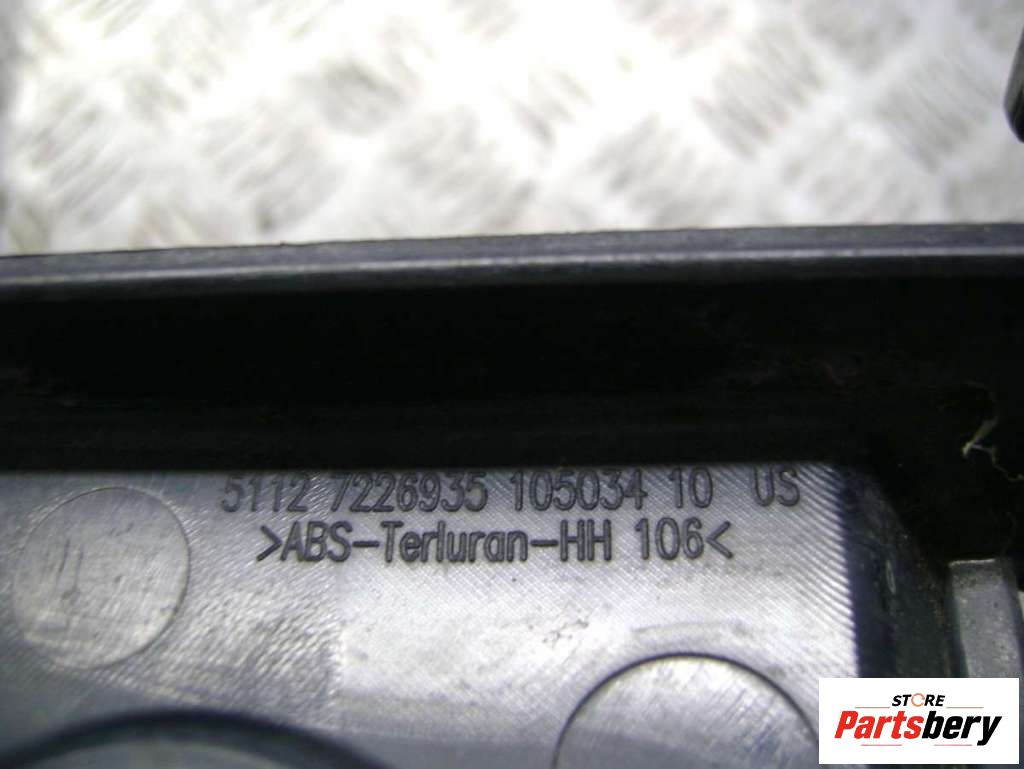 5112 7226935 105034 10 US
>ABS-Terluran-HH 106<
STORE
Partsbery